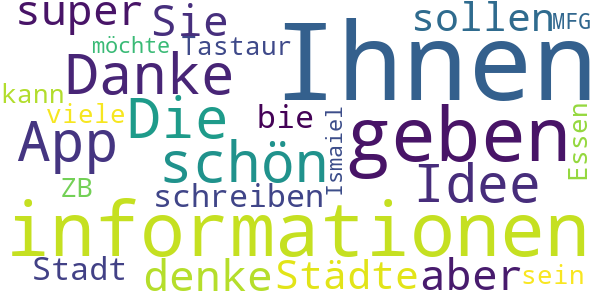 super Sie sollen MFG
möchte Tastaur Ihnen
Danke
kann viele Die bie geben Essen
App schön Ismaiel Idee
ZB schreiben
informationen
Stadt denke Städte aber sein